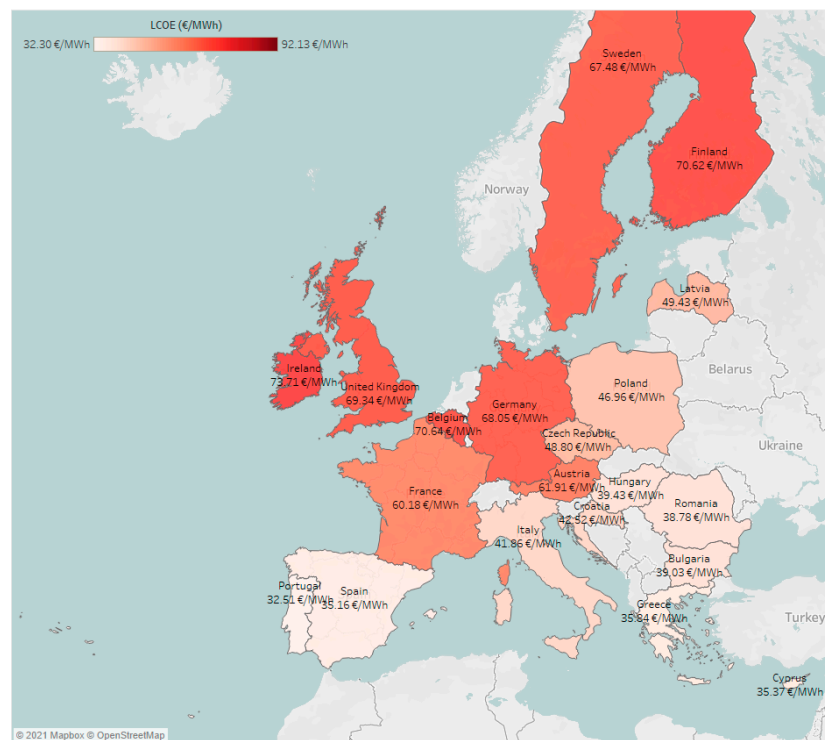 LCOE (€/MWh)
32.30 €/MWh
92.13 €/MWh
Sweden
67.48 €/MWh
Finland
70.62 €/MWh
Norway
Latvia
49.43 €/MWh
Belarus
Ireland
73.71 €/MWh
United Kingdom
69.34 €/MWh
Belgium
70.64 €/MWh
Germany
68.05 €/MWh
Poland
46.96 €/MWh
Czech Republic
48.80 €/MWh
Ukraine
Austria
61.91 €/MWh
France
60.18 €/MWh
Hungary
39.43 €/MWh
Croatia
42.52 €/MWh
Romania
38.78 €/MWh
Italy
41.86 €/MWh
Bulgaria
39.03 €/MWh
Portugal
32.51 €/MWh
Spain
35.16 €/MWh
Greece
35.84 €/MWh
Turkey
Cyprus
35.37 €/MWh
© 2021 Mapbox © OpenStreetMap